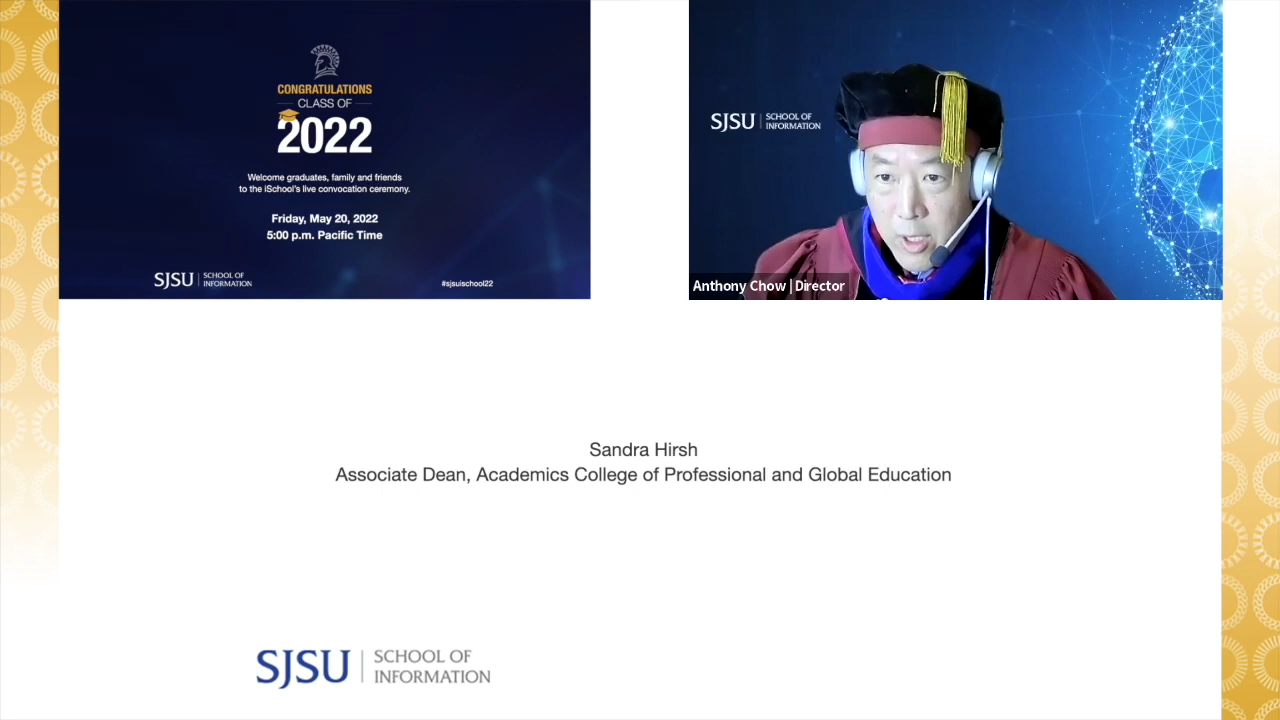 CONGRATULATIONS
CLASS OF
2022
Welcome graduates, family and friends
to the iSchool's live convocation ceremony.
Friday, May 20, 2022
5:00 p.m. Pacific Time
SJSU | SCHOOL OF
INFORMATION
#sjsuischool22
SJSU | SCHOOL OF
INFORMATION
Anthony Chow | Director
Sandra Hirsh
Associate Dean, Academics College of Professional and Global Education
SJSU | SCHOOL OF
INFORMATION